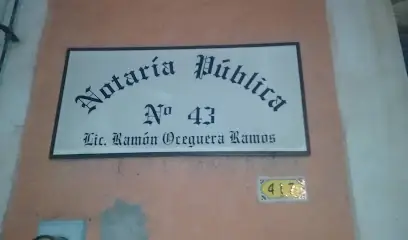 Notaría Pública
Nº 43
Lic. Ramón Oceguera Ramos
417